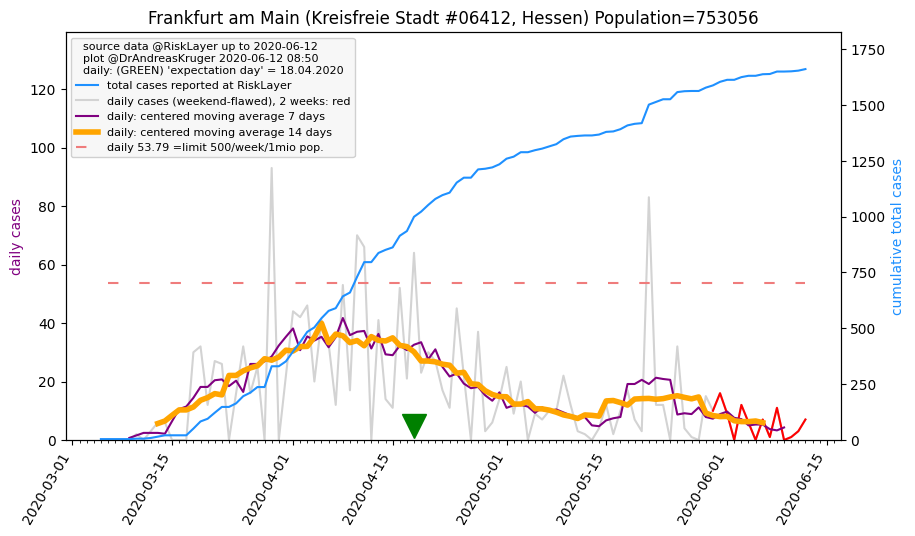 Frankfurt am Main (Kreisfreie Stadt #06412, Hessen) Population=753056
source data @RiskLayer up to 2020-06-12
plot @DrAndreasKruger 2020-06-12 08:50
daily: (GREEN) 'expectation day' = 18.04.2020
total cases reported at RiskLayer
daily cases (weekend-flawed), 2 weeks: red
daily: centered moving average 7 days
daily: centered moving average 14 days
daily 53.79 =limit 500/week/1mio pop.
daily cases
120
100
80
60
40
20
0
cumulative total cases
1750
1500
1250
1000
750
500
250
0
2020-03-01
2020-03-15
2020-04-01
2020-04-15
2020-05-01
2020-05-15
2020-06-01
2020-06-15